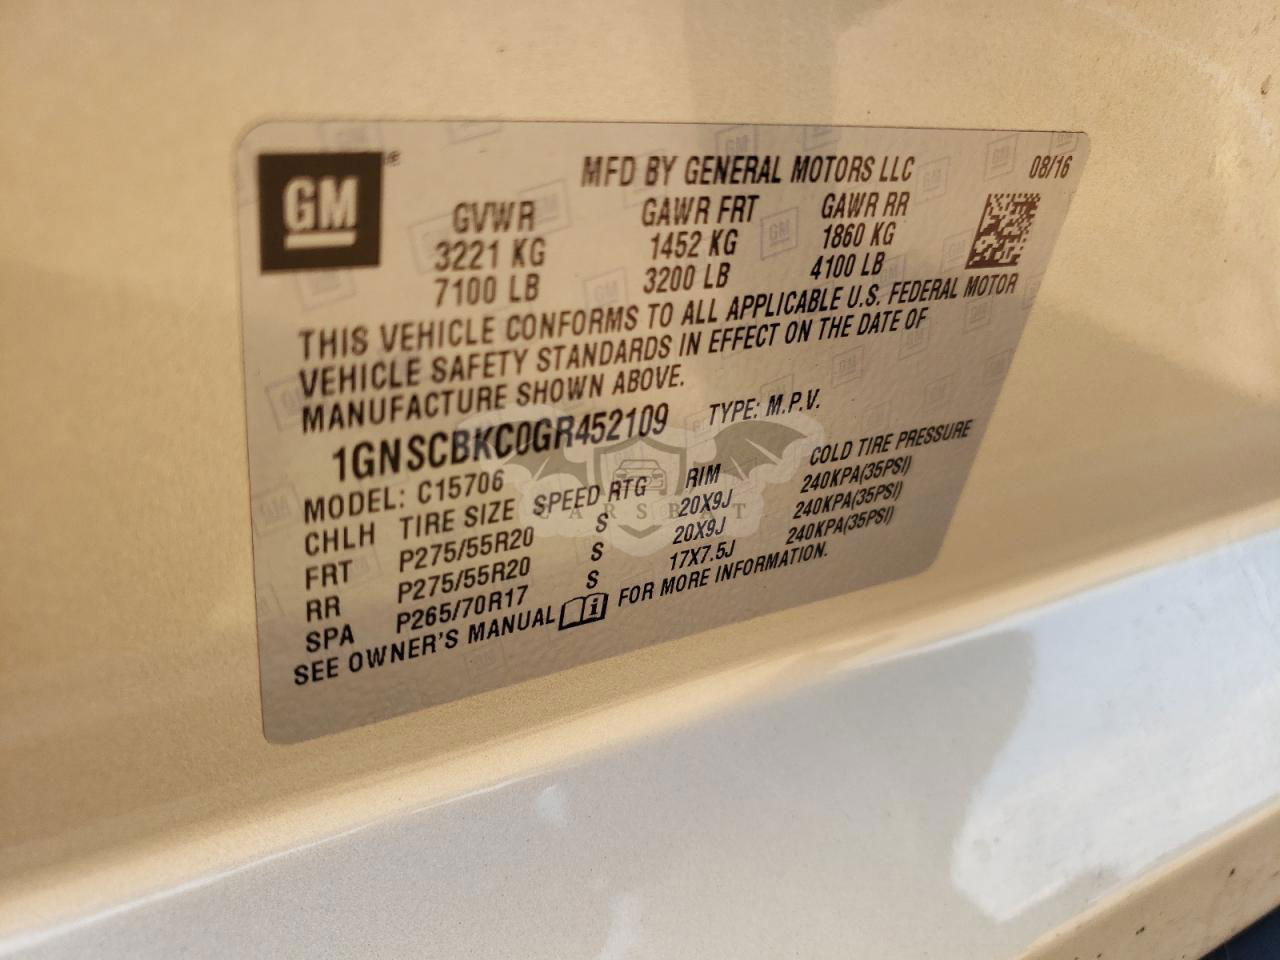 GM ®
MFD BY GENERAL MOTORS LLC 08/16
GVWR GAWR FRT GAWR RR
3221 KG 1452 KG 1860 KG
7100 LB 3200 LB 4100 LB
THIS VEHICLE CONFORMS TO ALL APPLICABLE U.S. FEDERAL MOTOR
VEHICLE SAFETY STANDARDS IN EFFECT ON THE DATE OF
MANUFACTURE SHOWN ABOVE.
1GNSCBKC0GR452109 TYPE: M.P.V.
MODEL: C15706
CHLH TIRE SIZE SPEED RTG RIM COLD TIRE PRESSURE
FRT P275/55R20 S 20X9J 240KPA(35PSI)
RR P275/55R20 S 20X9J 240KPA(35PSI)
SPA P265/70R17 S 17X7.5J 240KPA(35PSI)
SEE OWNER'S MANUAL i FOR MORE INFORMATION.
CARSBAT